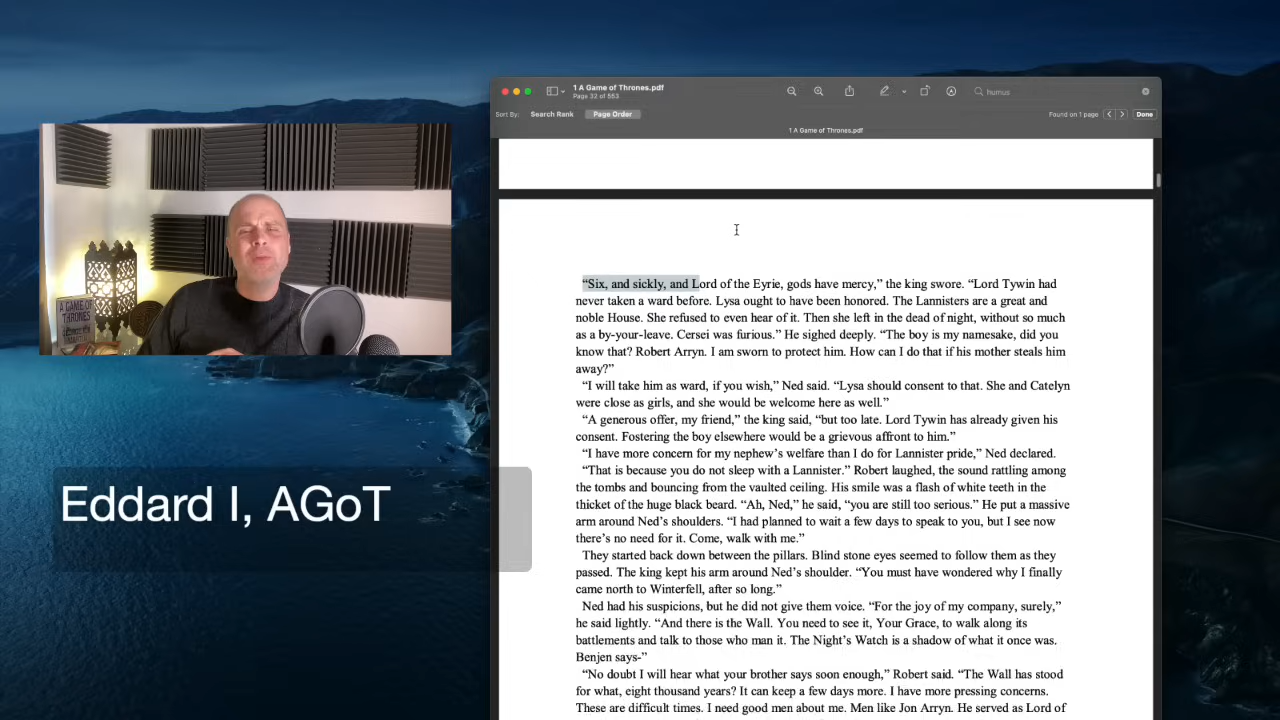 1 A Game of Thrones.pdf
Page 32 of 553
humus
Sort By:
Search Rank
Page Order
Found on 1 page
Done
1 A Game of Thrones.pdf
A GAME OF
THRONES
Eddard I, AGoT
“Six, and sickly, and Lord of the Eyrie, gods have mercy,” the king swore. “Lord Tywin had
never taken a ward before. Lysa ought to have been honored. The Lannisters are a great and
noble House. She refused to even hear of it. Then she left in the dead of night, without so much
as a by-your-leave. Cersei was furious.” He sighed deeply. “The boy is my namesake, did you
know that? Robert Arryn. I am sworn to protect him. How can I do that if his mother steals him
away?”
“I will take him as ward, if you wish,” Ned said. “Lysa should consent to that. She and Catelyn
were close as girls, and she would be welcome here as well.”
“A generous offer, my friend,” the king said, “but too late. Lord Tywin has already given his
consent. Fostering the boy elsewhere would be a grievous affront to him.”
“I have more concern for my nephew’s welfare than I do for Lannister pride,” Ned declared.
“That is because you do not sleep with a Lannister.” Robert laughed, the sound rattling among
the tombs and bouncing from the vaulted ceiling. His smile was a flash of white teeth in the
thicket of the huge black beard. “Ah, Ned,” he said, “you are still too serious.” He put a massive
arm around Ned’s shoulders. “I had planned to wait a few days to speak to you, but I see now
there’s no need for it. Come, walk with me.”
They started back down between the pillars. Blind stone eyes seemed to follow them as they
passed. The king kept his arm around Ned’s shoulder. “You must have wondered why I finally
came north to Winterfell, after so long.”
Ned had his suspicions, but he did not give them voice. “For the joy of my company, surely,”
he said lightly. “And there is the Wall. You need to see it, Your Grace, to walk along its
battlements and talk to those who man it. The Night’s Watch is a shadow of what it once was.
Benjen says-”
“No doubt I will hear what your brother says soon enough,” Robert said. “The Wall has stood
for what, eight thousand years? It can keep a few days more. I have more pressing concerns.
These are difficult times. I need good men about me. Men like Jon Arryn. He served as Lord of